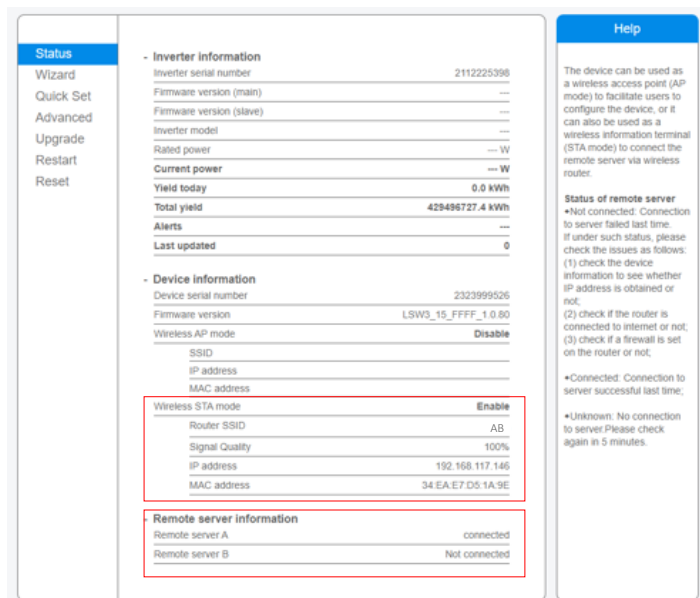 Status
Wizard
Quick Set
Advanced
Upgrade
Restart
Reset
- Inverter information
Inverter serial number 2112225398
Firmware version (main) ---
Firmware version (slave) ---
Inverter model ---
Rated power --- W
Current power --- W
Yield today 0.0 kWh
Total yield 429496727.4 kWh
Alerts ---
Last updated 0
- Device information
Device serial number 2323999526
Firmware version LSW3_15_FFFF_1.0.80
Wireless AP mode Disable
SSID
IP address
MAC address
Wireless STA mode Enable
Router SSID AB
Signal Quality 100%
IP address 192.168.117.146
MAC address 34:EA:E7:D5:1A:9E
- Remote server information
Remote server A connected
Remote server B Not connected
Help
The device can be used as
a wireless access point (AP
mode) to facilitate users to
configure the device, or it
can also be used as a
wireless information terminal
(STA mode) to connect the
remote server via wireless
router.
Status of remote server
◆Not connected: Connection
to server failed last time.
If under such status, please
check the issues as follows:
(1) check the device
information to see whether
IP address is obtained or
not;
(2) check if the router is
connected to internet or not;
(3) check if a firewall is set
on the router or not;
◆Connected: Connection to
server successful last time;
◆Unknown: No connection
to server.Please check
again in 5 minutes.